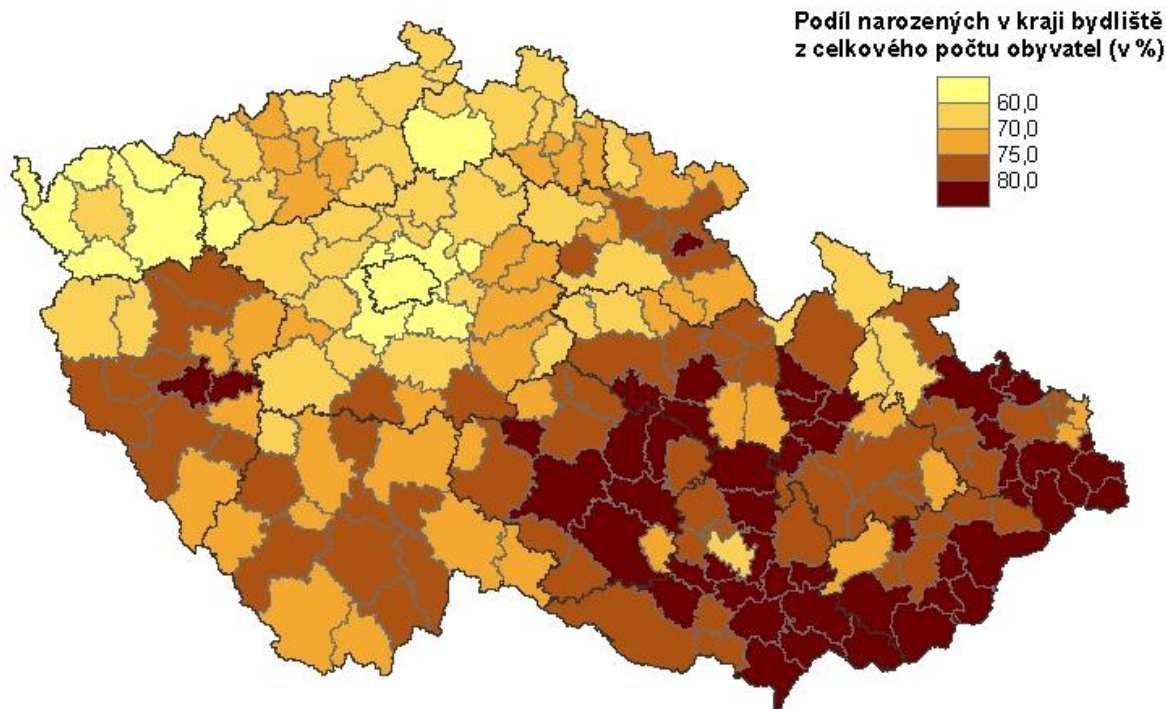 Podíl narozených v kraji bydliště
z celkového počtu obyvatel (v %)
60,0
70,0
75,0
80,0